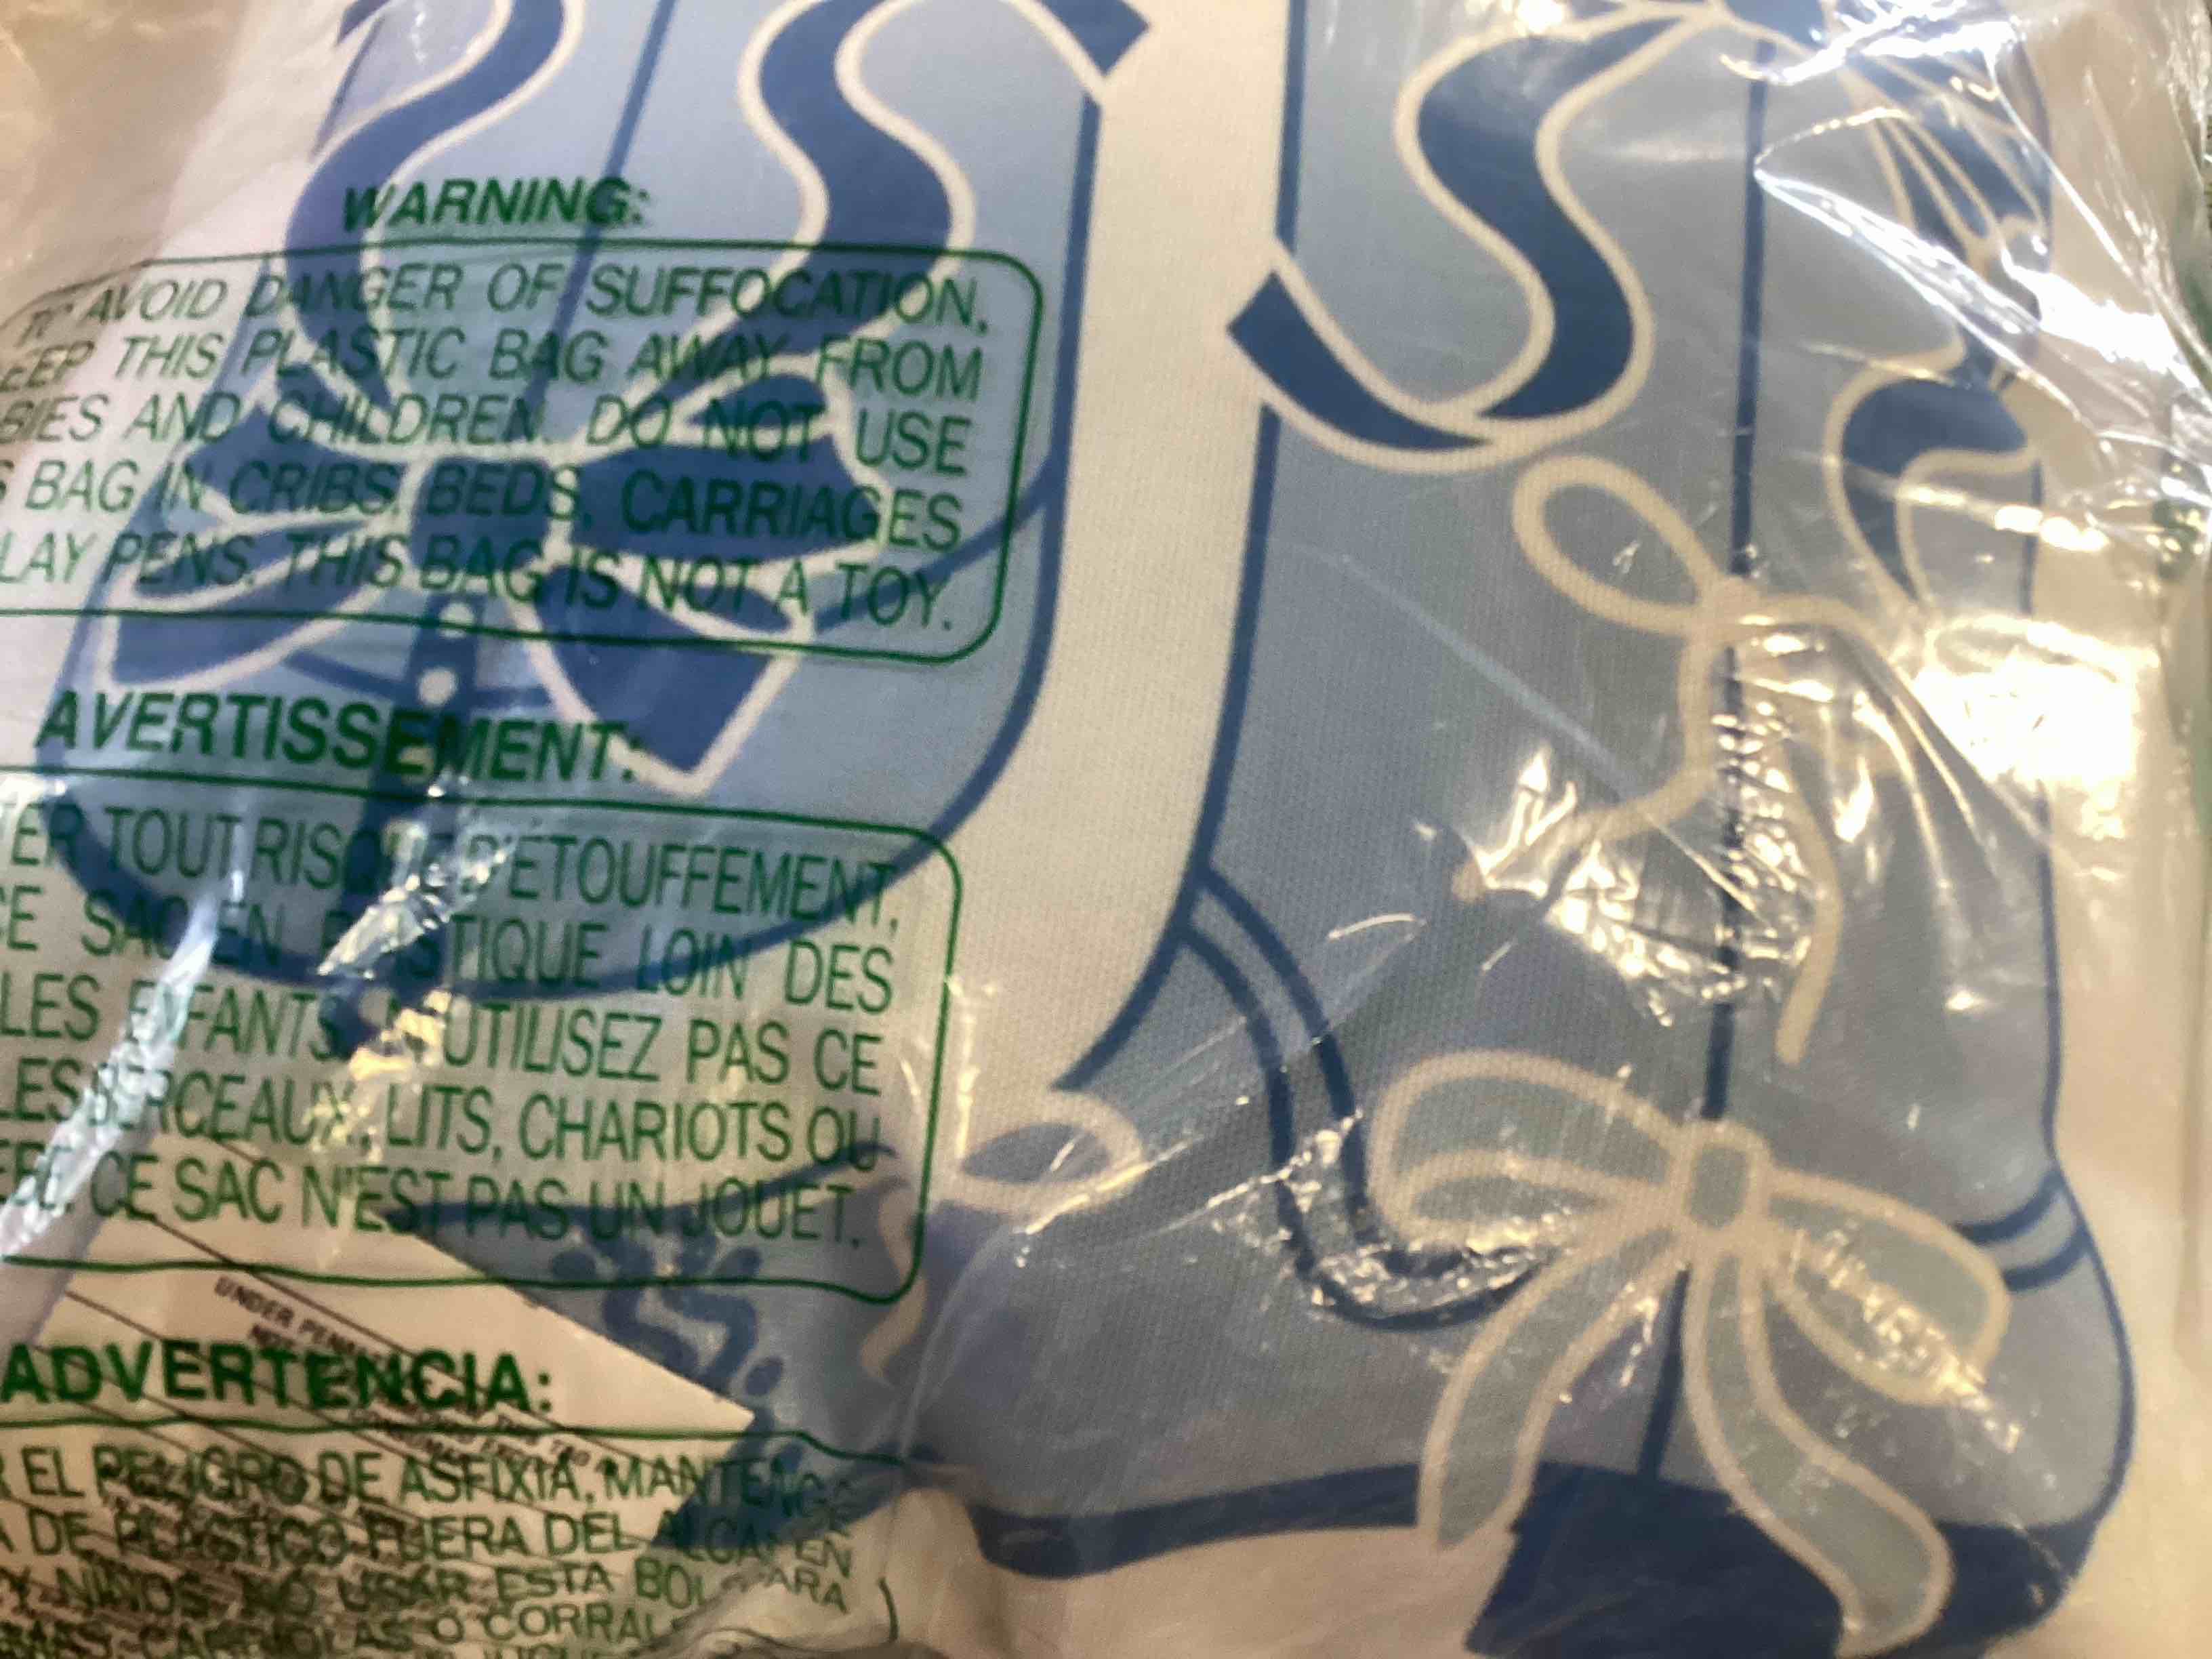 WARNING:
AVOID DANGER OF SUFFOCATION,
THIS PLASTIC BAG AWAY FROM
AND CHILDREN. DO NOT USE
BAG IN CRIBS, BEDS, CARRIAGES
PENS. THIS BAG IS NOT A TOY.
AVERTISSEMENT:
TOUT RISQUE D'ÉTOUFFEMENT,
SAC EN PLASTIQUE LOIN DES
LES ENFANTS. N'UTILISEZ PAS CE
LES BERCEAUX, LITS, CHARIOTS OU
CE SAC N'EST PAS UN JOUET.
UNDER
ADVERTENCIA:
EL PELIGRO DE ASFIXIA, MANTENGA
DE PLASTICO FUERA DEL
Y NIÑOS. NO USAR ESTA BOLSA PARA
O